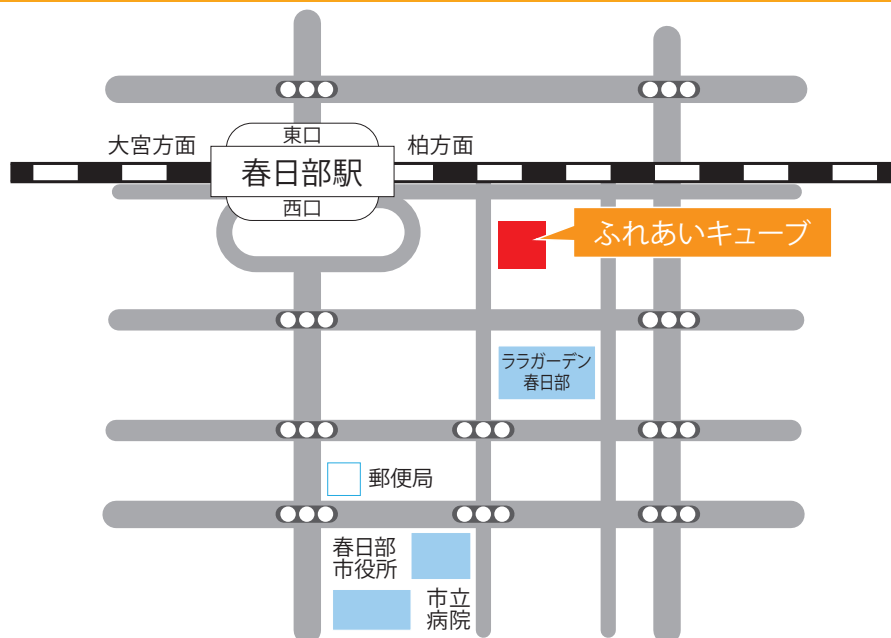 東口
大宮方面
柏方面
春日部駅
西口
ふれあいキューブ
ララガーデン
春日部
郵便局
春日部
市役所
市立
病院